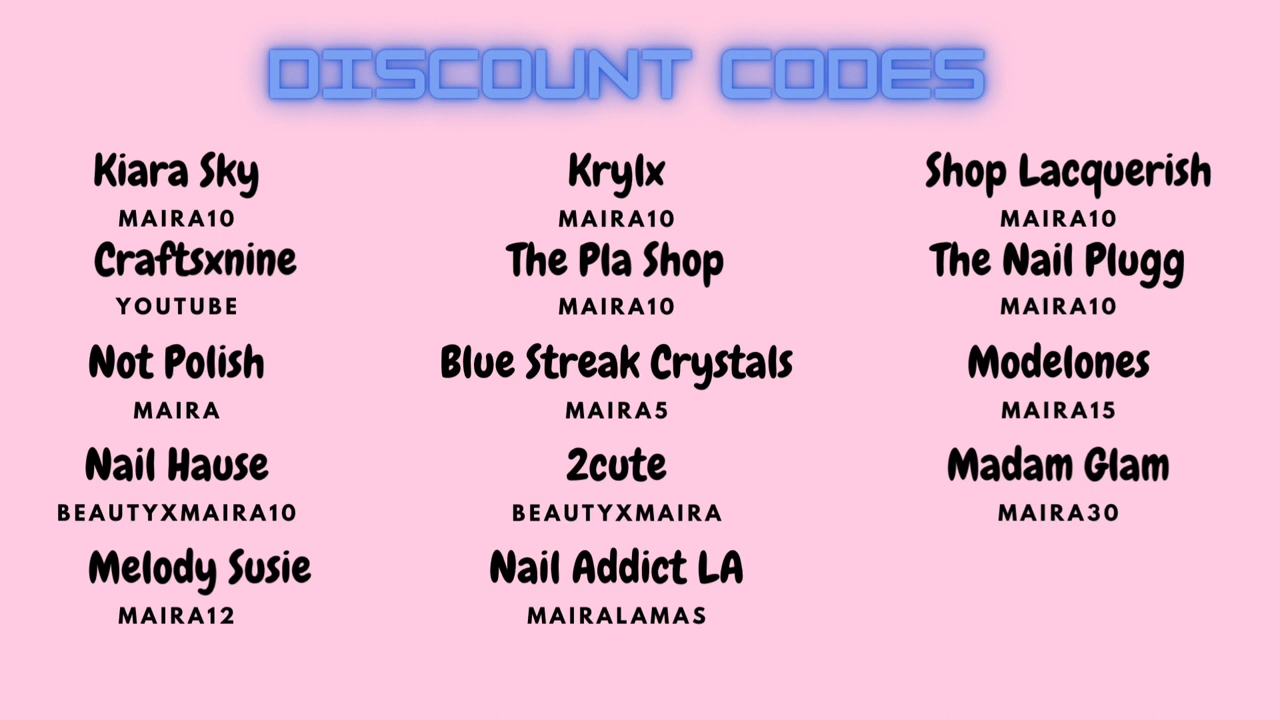 DISCOUNT CODES
Kiara Sky
MAIRA10
Craftsxnine
YOUTUBE
Not Polish
MAIRA
Nail Hause
BEAUTYXMAIRA10
Melody Susie
MAIRA12
Krylx
MAIRA10
The Pla Shop
MAIRA10
Blue Streak Crystals
MAIRA5
2cute
BEAUTYXMAIRA
Nail Addict LA
MAIRALAMAS
Shop Lacquerish
MAIRA10
The Nail Plugg
MAIRA10
Modelones
MAIRA15
Madam Glam
MAIRA30